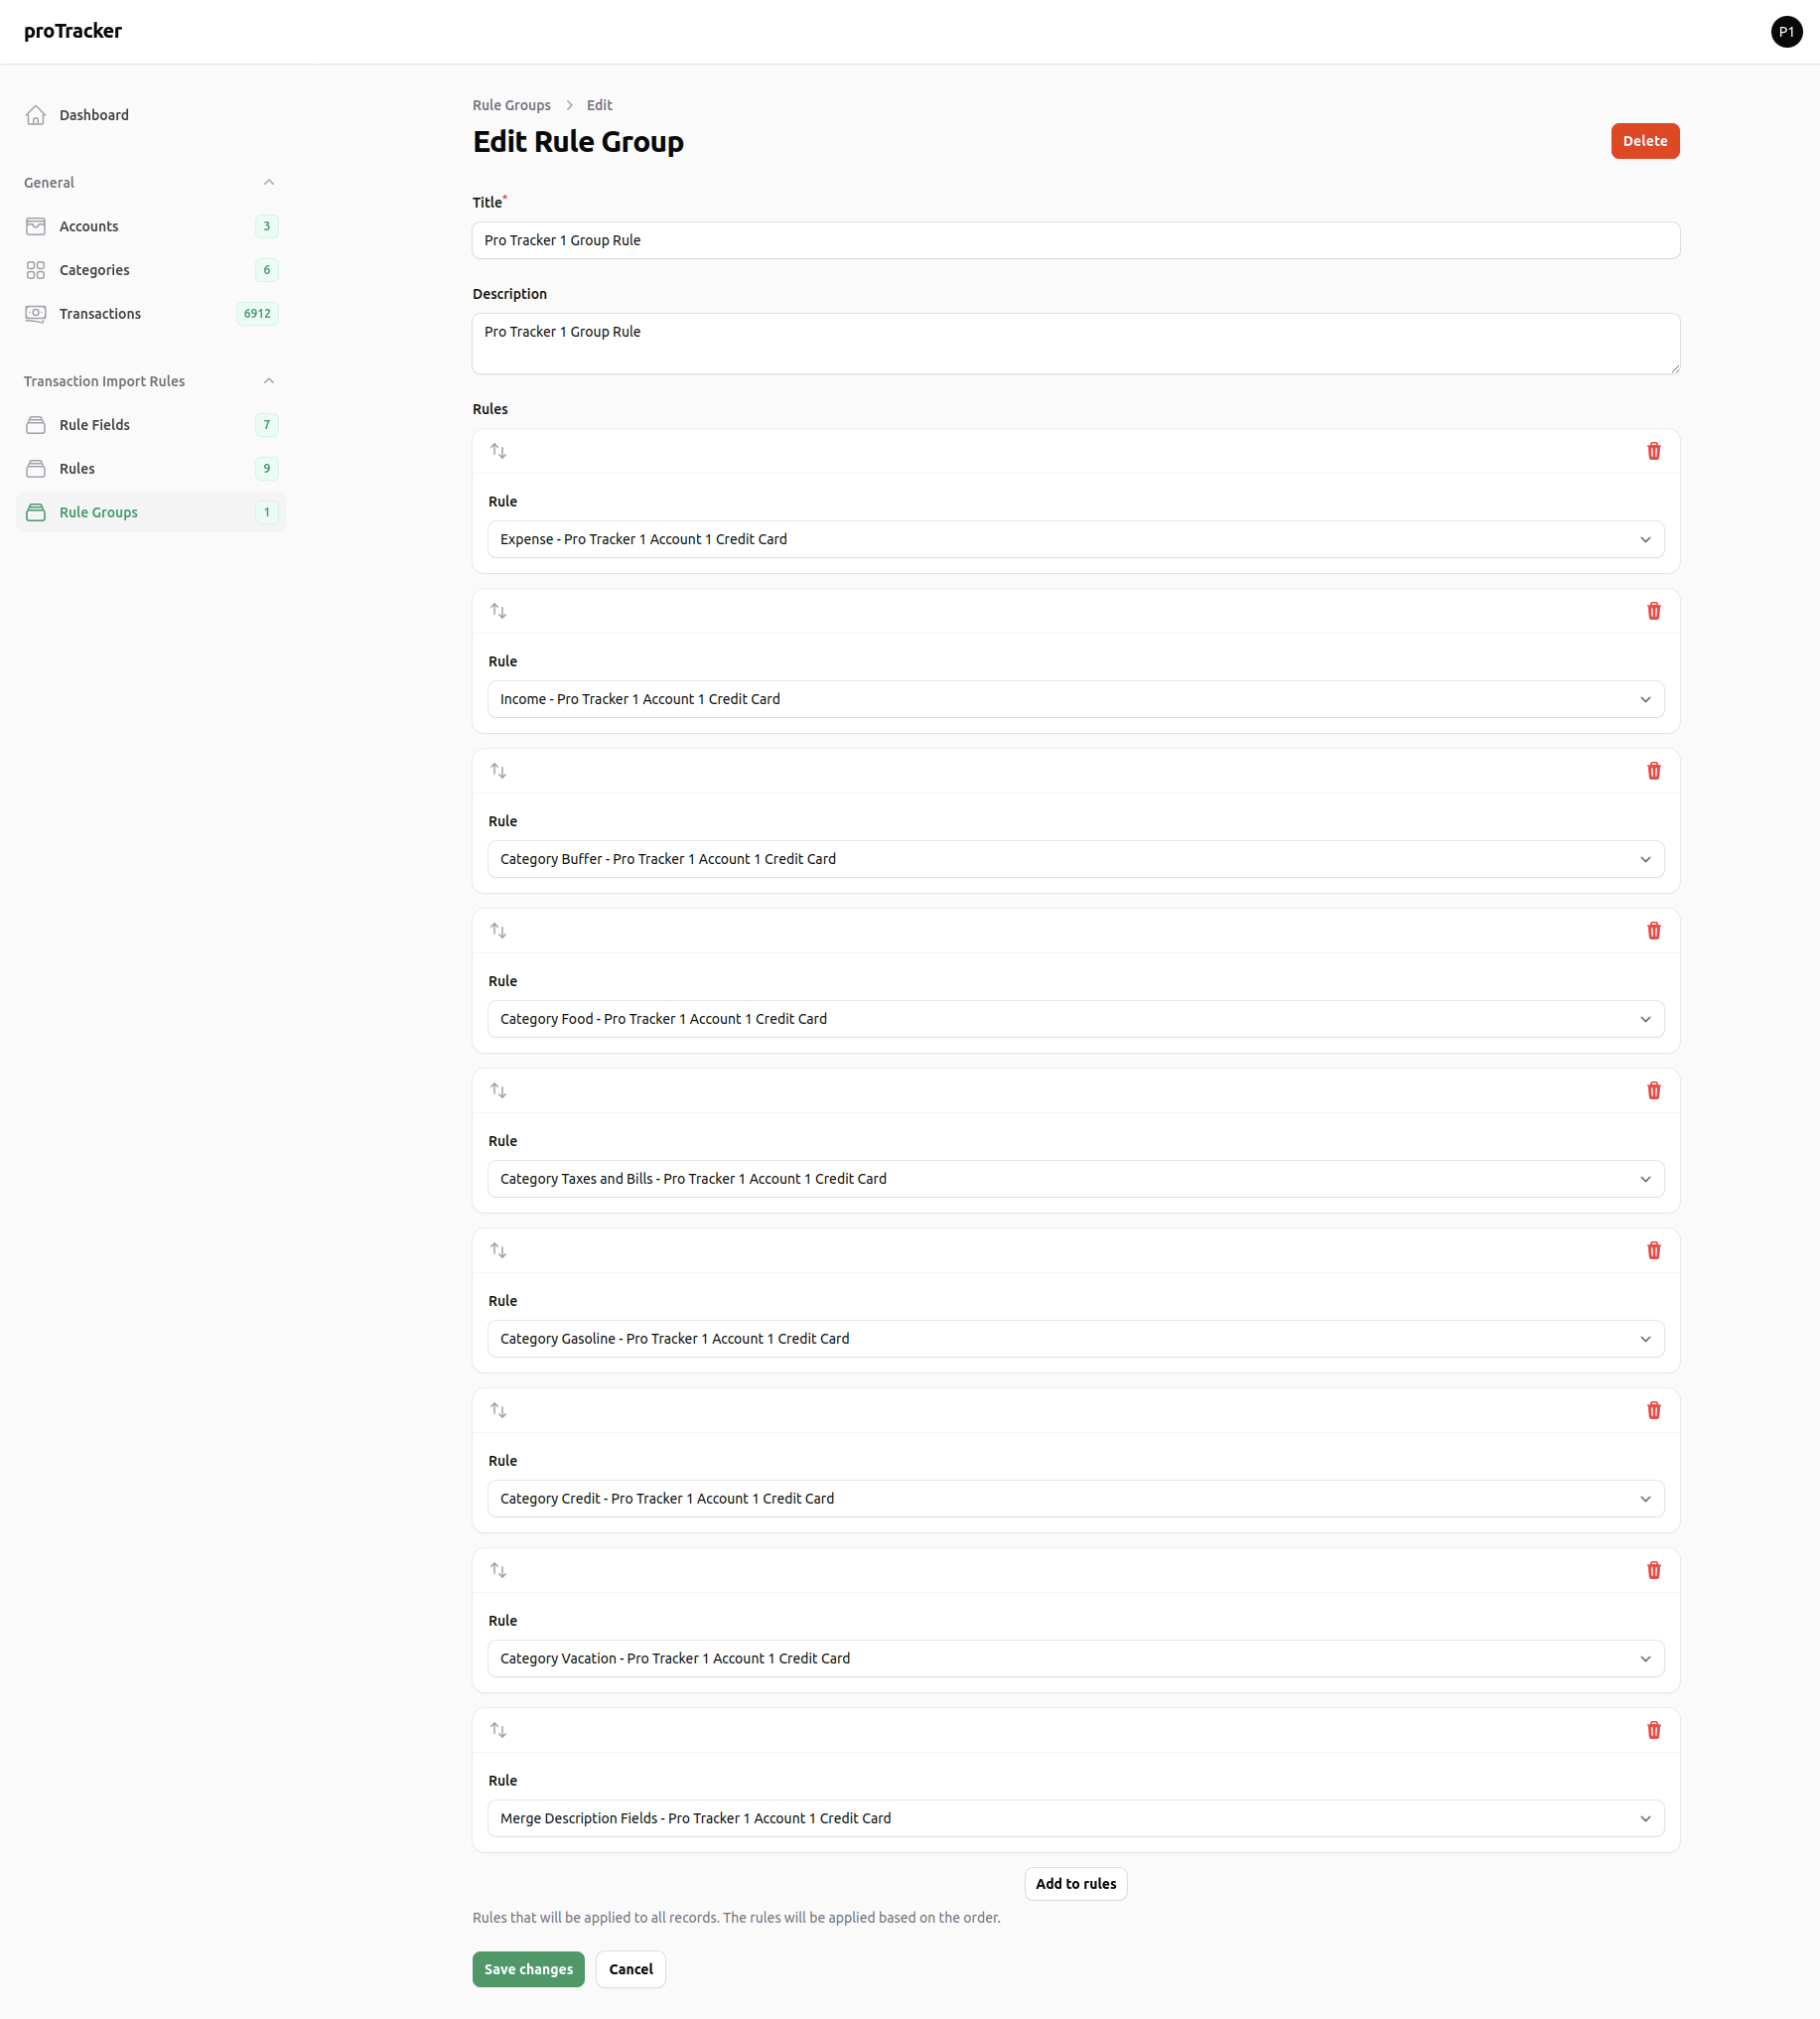 proTracker
P1
Dashboard
General
Accounts 3
Categories 6
Transactions 6912
Transaction Import Rules
Rule Fields 7
Rules 9
Rule Groups 1
Rule Groups > Edit
Edit Rule Group
Delete
Title*
Pro Tracker 1 Group Rule
Description
Pro Tracker 1 Group Rule
Rules
Rule
Expense - Pro Tracker 1 Account 1 Credit Card
Rule
Income - Pro Tracker 1 Account 1 Credit Card
Rule
Category Buffer - Pro Tracker 1 Account 1 Credit Card
Rule
Category Food - Pro Tracker 1 Account 1 Credit Card
Rule
Category Taxes and Bills - Pro Tracker 1 Account 1 Credit Card
Rule
Category Gasoline - Pro Tracker 1 Account 1 Credit Card
Rule
Category Credit - Pro Tracker 1 Account 1 Credit Card
Rule
Category Vacation - Pro Tracker 1 Account 1 Credit Card
Rule
Merge Description Fields - Pro Tracker 1 Account 1 Credit Card
Add to rules
Rules that will be applied to all records. The rules will be applied based on the order.
Save changes
Cancel